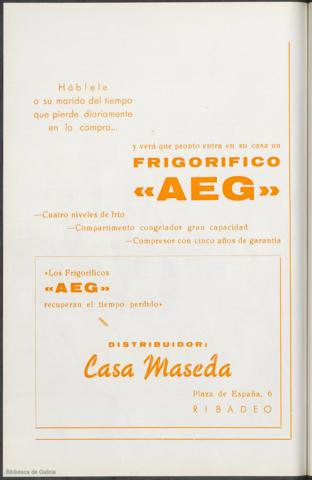 Háblele
a su marido del tiempo
que pierde diariamente
en la compra...
y verá que pronto entra en su casa un
FRIGORIFICO
«AEG»
—Cuatro niveles de frío
—Compartimento congelador gran capacidad
—Compresor con cinco años de garantía
«Los Frigoríficos
«AEG»
recuperan el tiempo perdido»
DISTRIBUIDOR:
Casa Maseda
Plaza de España, 6
RIBADEO
Biblioteca de Galicia